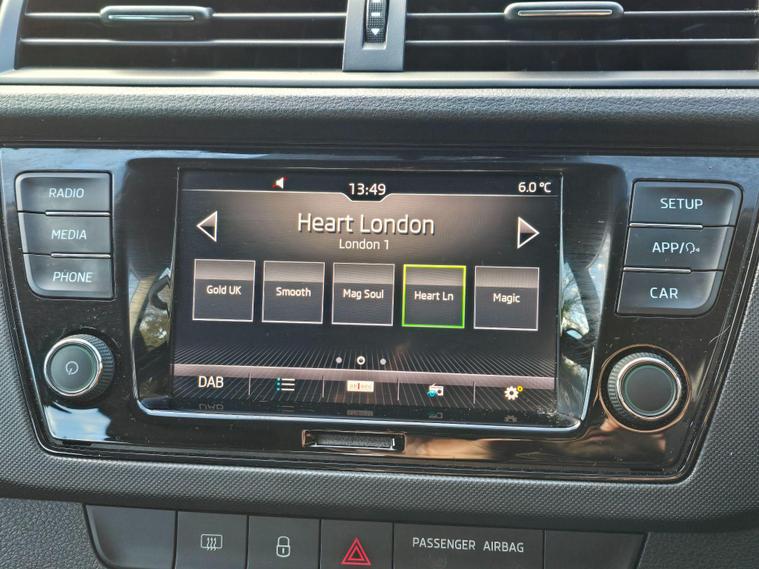 RADIO
MEDIA
PHONE
13:49
6.0 °C
Heart London
London 1
Gold UK
Smooth
Mag Soul
Heart Ln
Magic
DAB
SETUP
APP/
CAR
PASSENGER AIRBAG